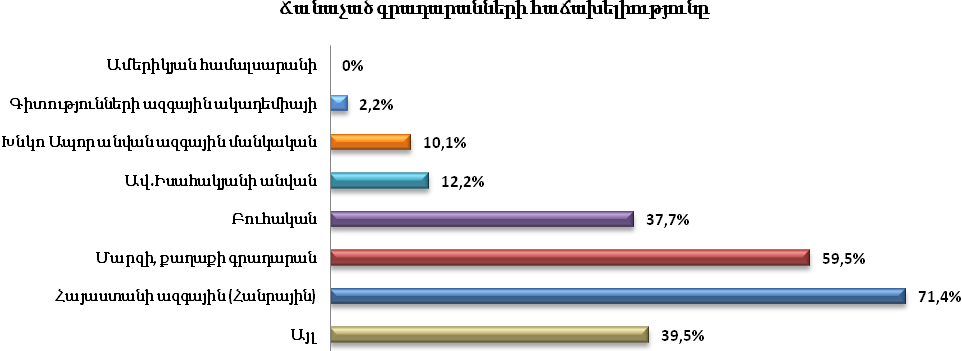 Ճանաչած գրադարանների հաճախելիությունը
Ամերիկյան համալսարանի 0%
Գիտությունների ազգային ակադեմիայի 2,2%
Խնկո Ապոր անվան ազգային մանկական 10,1%
Ավ.Իսահակյանի անվան 12,2%
Բուհական 37,7%
Մարզի, քաղաքի գրադարան 59,5%
Հայաստանի ազգային (Հանրային) 71,4%
Այլ 39,5%